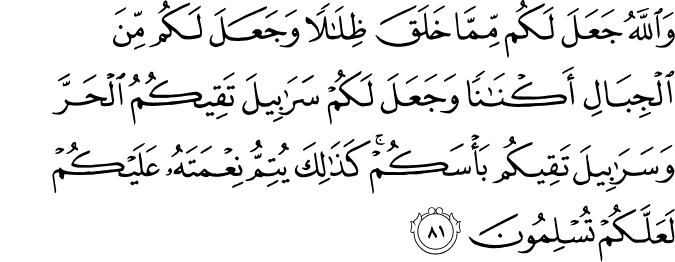 وَٱللَّهُ جَعَلَ لَكُم مِّمَّا خَلَقَ ظِلَـٰلًا وَجَعَلَ لَكُم مِّنَ
ٱلْجِبَالِ أَكْنَـٰنًا وَجَعَلَ لَكُمْ سَرَٰبِيلَ تَقِيكُمُ ٱلْحَرَّ
وَسَرَٰبِيلَ تَقِيكُم بَأْسَكُمْ ۚ كَذَٰلِكَ يُتِمُّ نِعْمَتَهُۥ عَلَيْكُمْ
لَعَلَّكُمْ تُسْلِمُونَ ٨١